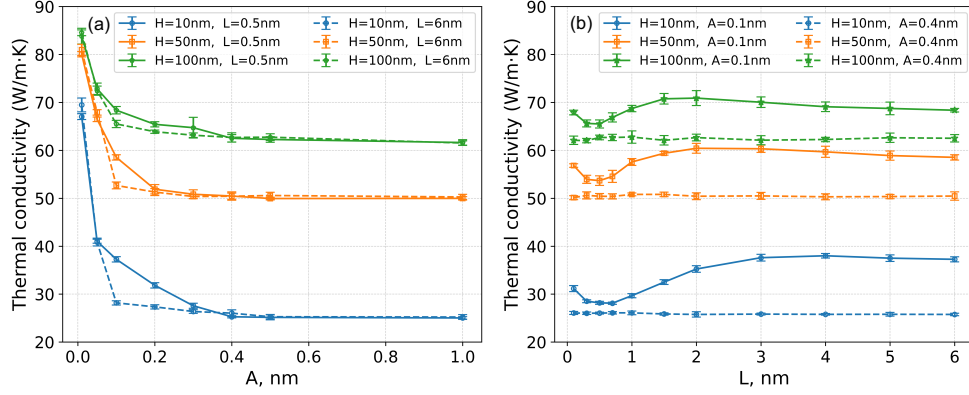 (a)
H=10nm, L=0.5nm
H=50nm, L=0.5nm
H=100nm, L=0.5nm
H=10nm, L=6nm
H=50nm, L=6nm
H=100nm, L=6nm
Thermal conductivity (W/m·K)
90
80
70
60
50
40
30
20
0.0
0.2
0.4
0.6
0.8
1.0
A, nm
(b)
H=10nm, A=0.1nm
H=50nm, A=0.1nm
H=100nm, A=0.1nm
H=10nm, A=0.4nm
H=50nm, A=0.4nm
H=100nm, A=0.4nm
Thermal conductivity (W/m·K)
90
80
70
60
50
40
30
20
0
1
2
3
4
5
6
L, nm